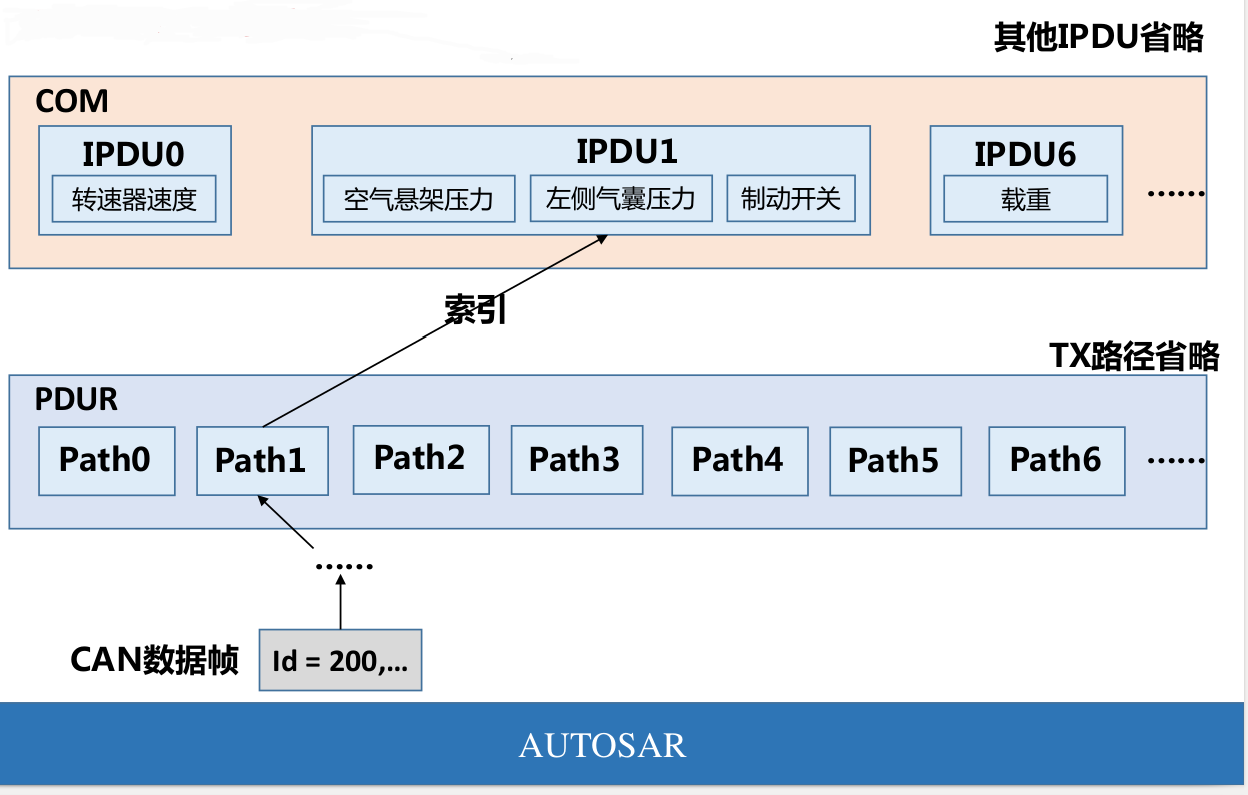 其他IPDU省略
COM
IPDU0
IPDU1
IPDU6
转速器速度
空气悬架压力
左侧气囊压力
制动开关
载重
……
索引
TX路径省略
PDUR
Path0
Path1
Path2
Path3
Path4
Path5
Path6
……
……
CAN数据帧
Id = 200,...
AUTOSAR